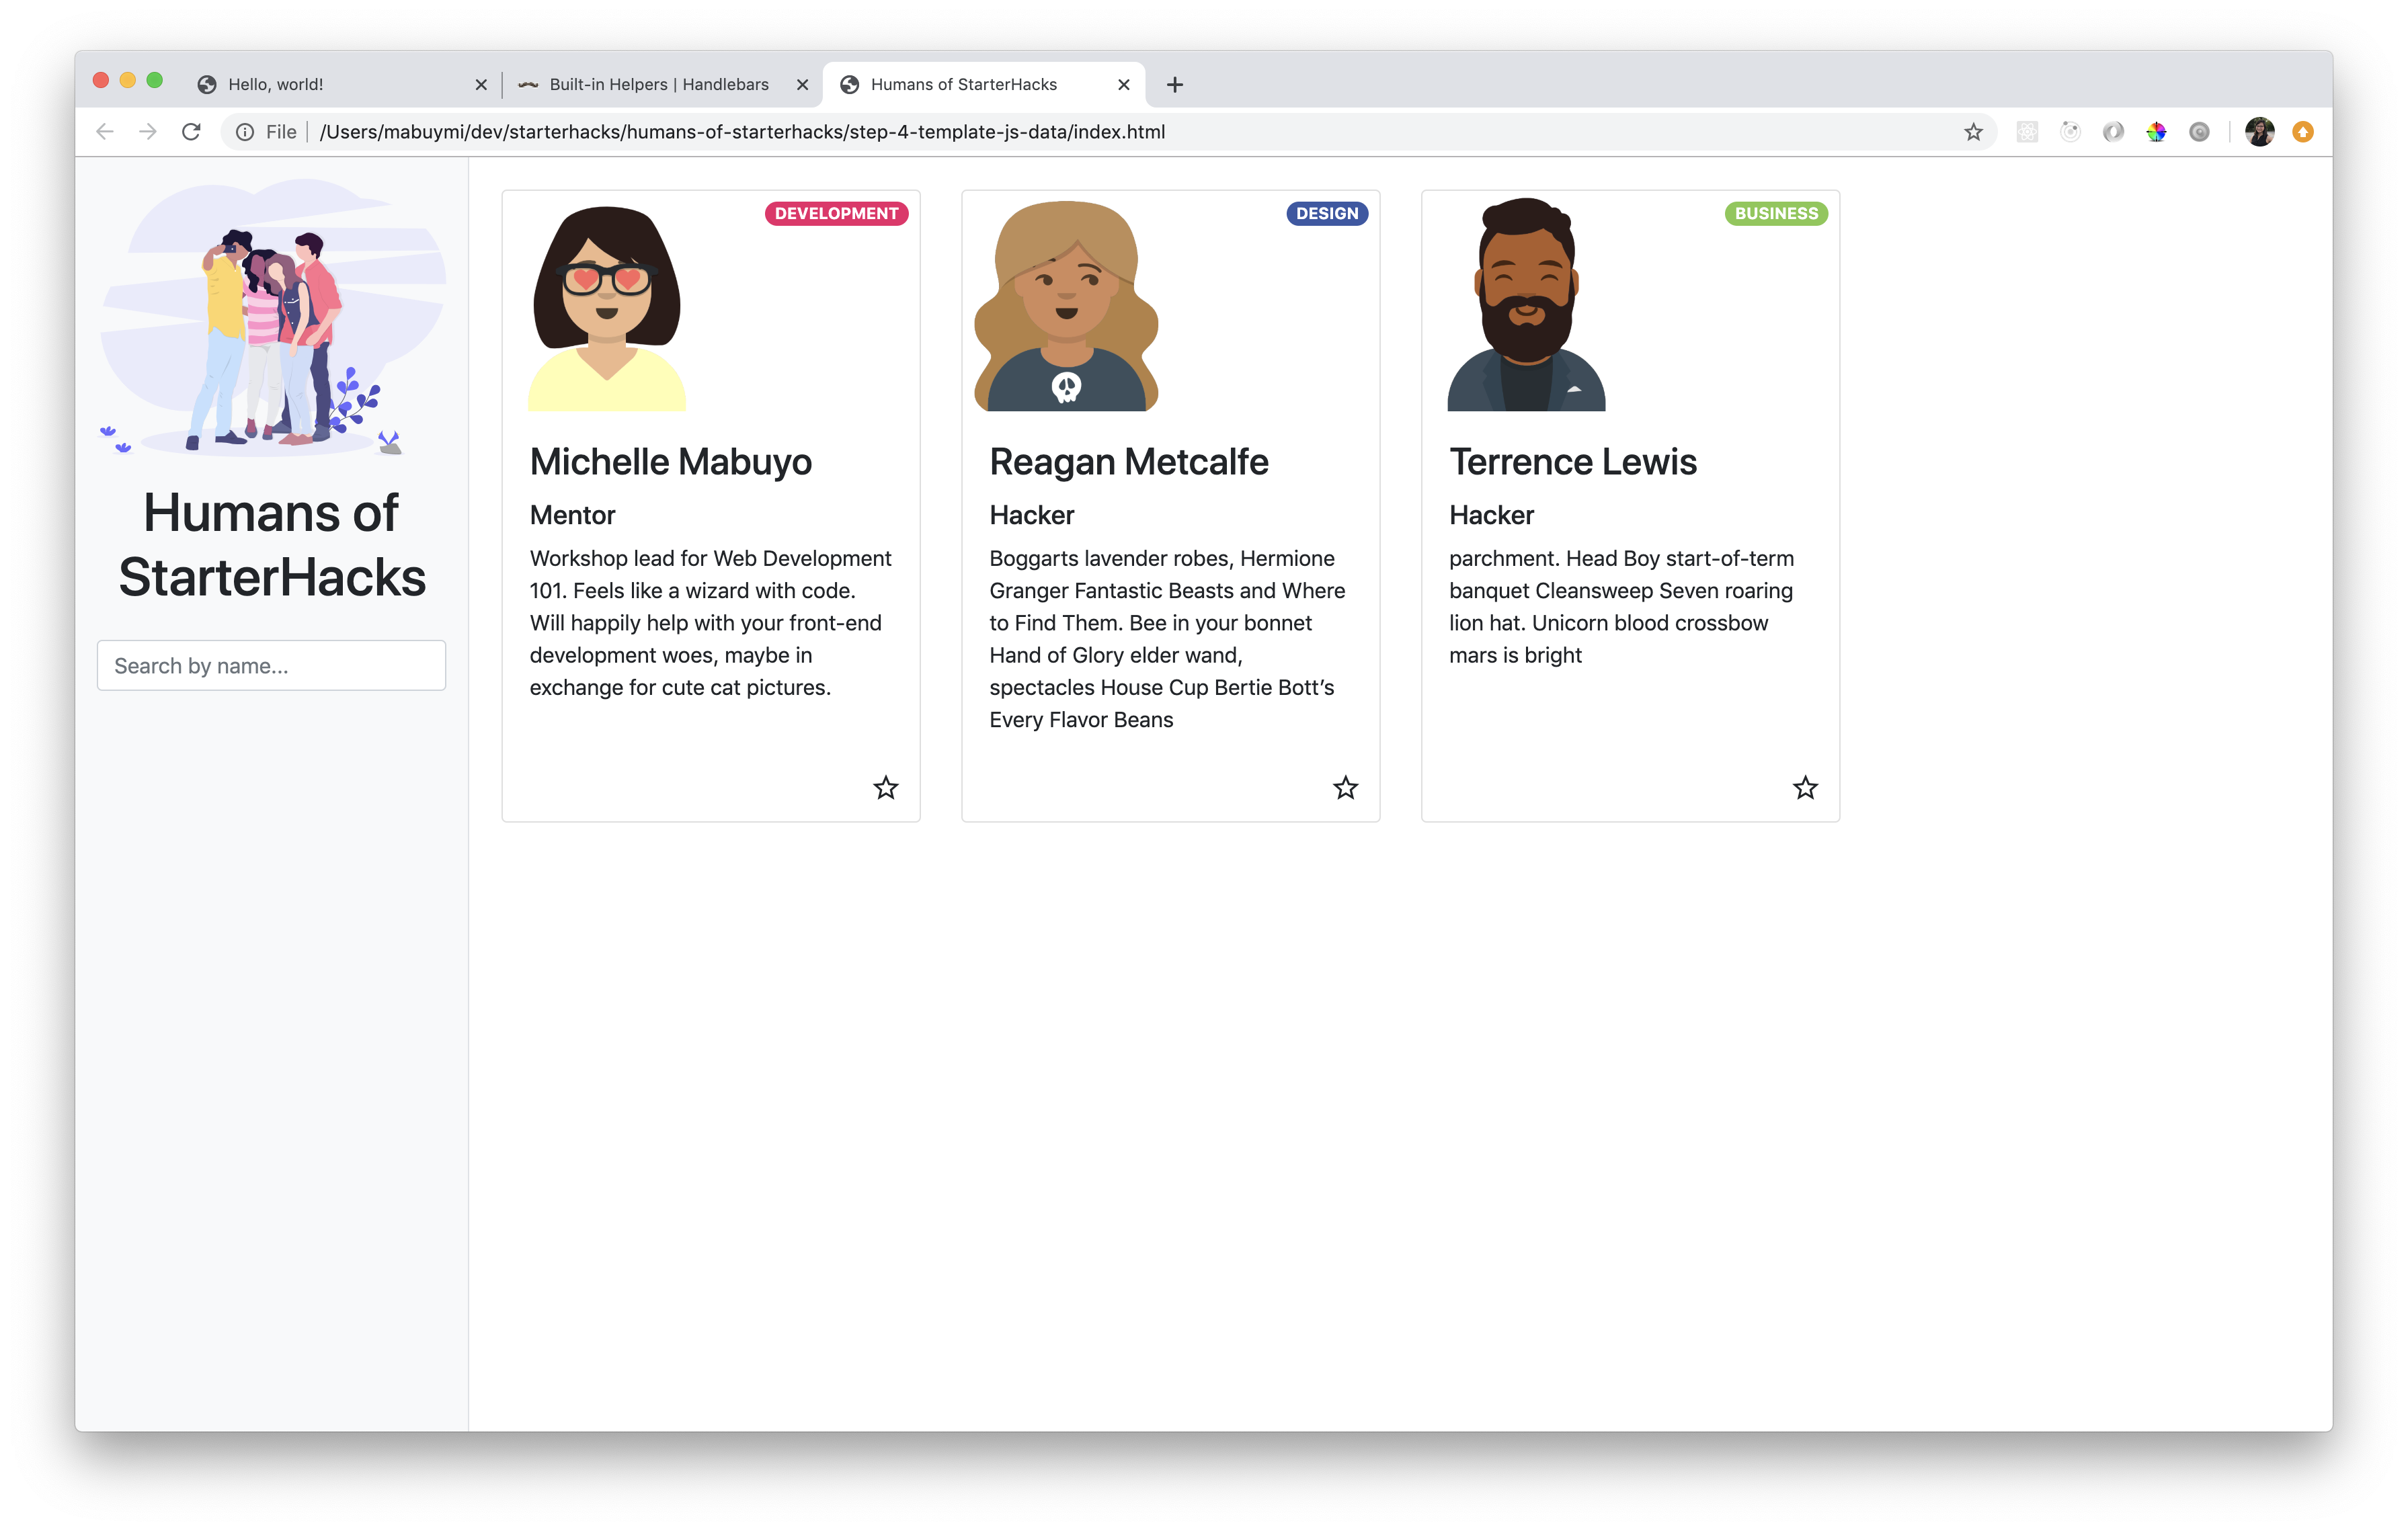 Hello, world!
Built-in Helpers | Handlebars
Humans of StarterHacks
File
/Users/mabuymi/dev/starterhacks/humans-of-starterhacks/step-4-template-js-data/index.html
Humans of
StarterHacks
Search by name...
DEVELOPMENT
Michelle Mabuyo
Mentor
Workshop lead for Web Development
101. Feels like a wizard with code.
Will happily help with your front-end
development woes, maybe in
exchange for cute cat pictures.
DESIGN
Reagan Metcalfe
Hacker
Boggarts lavender robes, Hermione
Granger Fantastic Beasts and Where
to Find Them. Bee in your bonnet
Hand of Glory elder wand,
spectacles House Cup Bertie Bott’s
Every Flavor Beans
BUSINESS
Terrence Lewis
Hacker
parchment. Head Boy start-of-term
banquet Cleansweep Seven roaring
lion hat. Unicorn blood crossbow
mars is bright